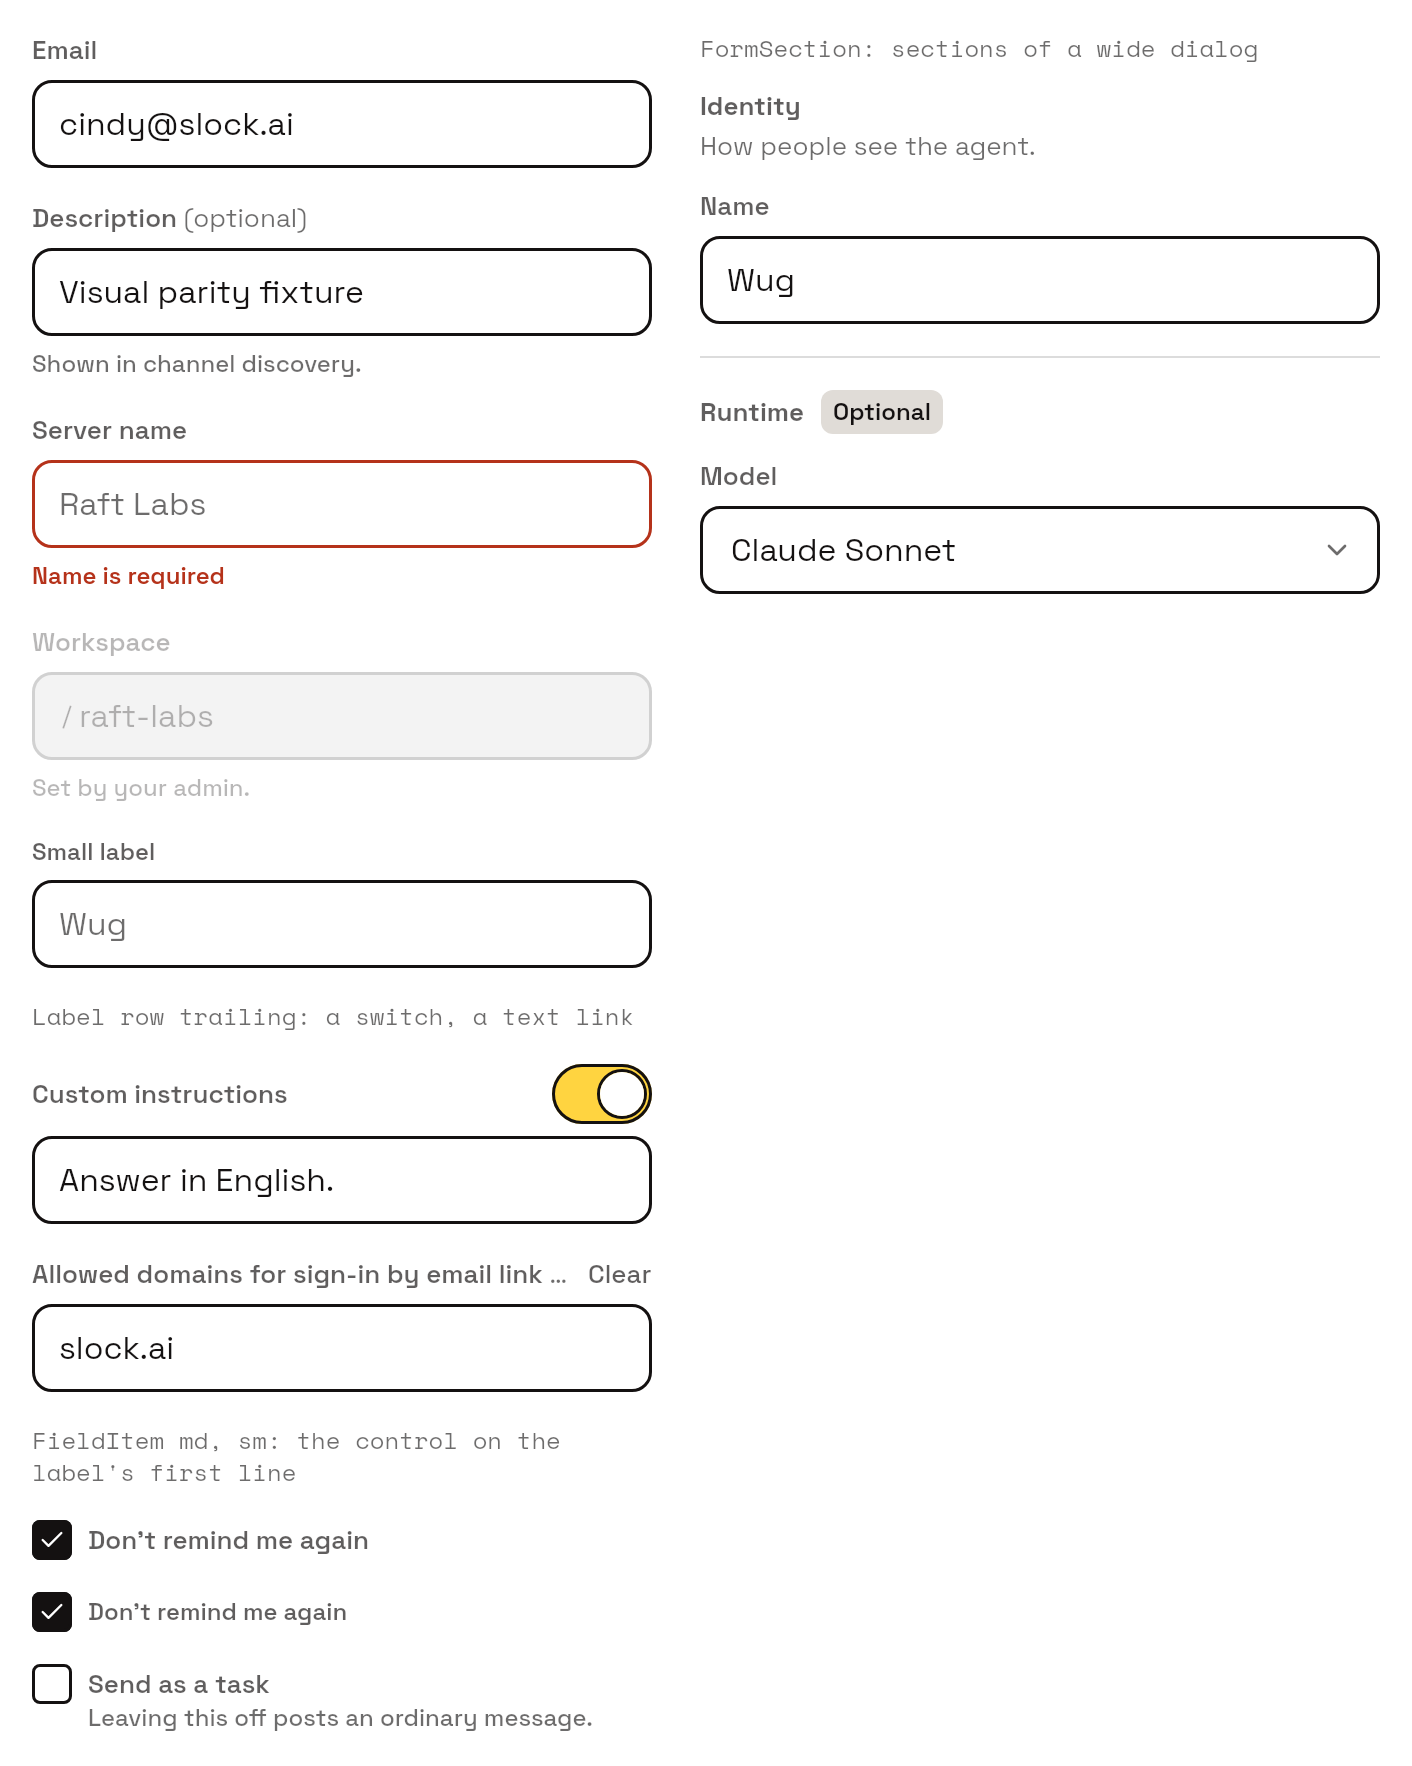 Email
cindy@slock.ai
Description (optional)
Visual parity fixture
Shown in channel discovery.
Server name
Raft Labs
Name is required
Workspace
/ raft-labs
Set by your admin.
Small label
Wug
Label row trailing: a switch, a text link
Custom instructions
Answer in English.
Allowed domains for sign-in by email link ... Clear
slock.ai
FieldItem md, sm: the control on the
label's first line
Don't remind me again
Don't remind me again
Send as a task
Leaving this off posts an ordinary message.
FormSection: sections of a wide dialog
Identity
How people see the agent.
Name
Wug
Runtime Optional
Model
Claude Sonnet